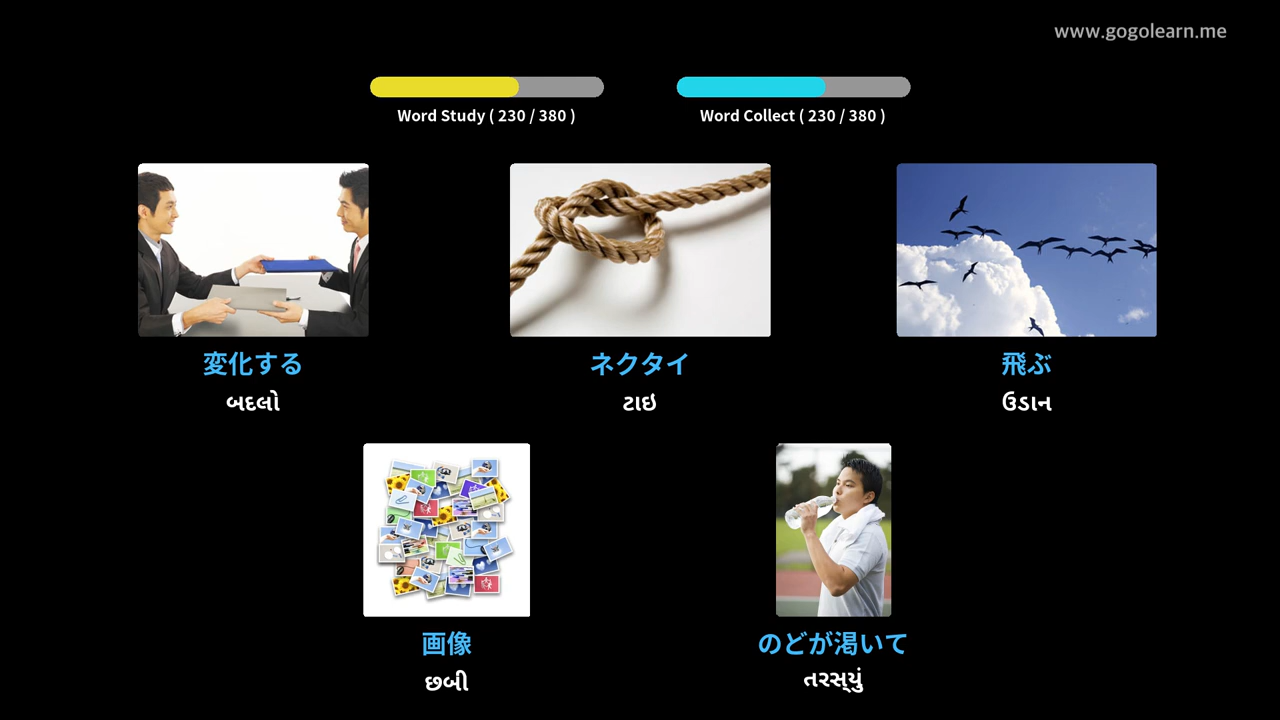 www.gogolearn.me
Word Study ( 230 / 380 )
Word Collect ( 230 / 380 )
変化する
ネクタイ
飛ぶ
બદલો
ટાઇ
ઉડાન
画像
のどが渇いて
છબી
તરસ્યું